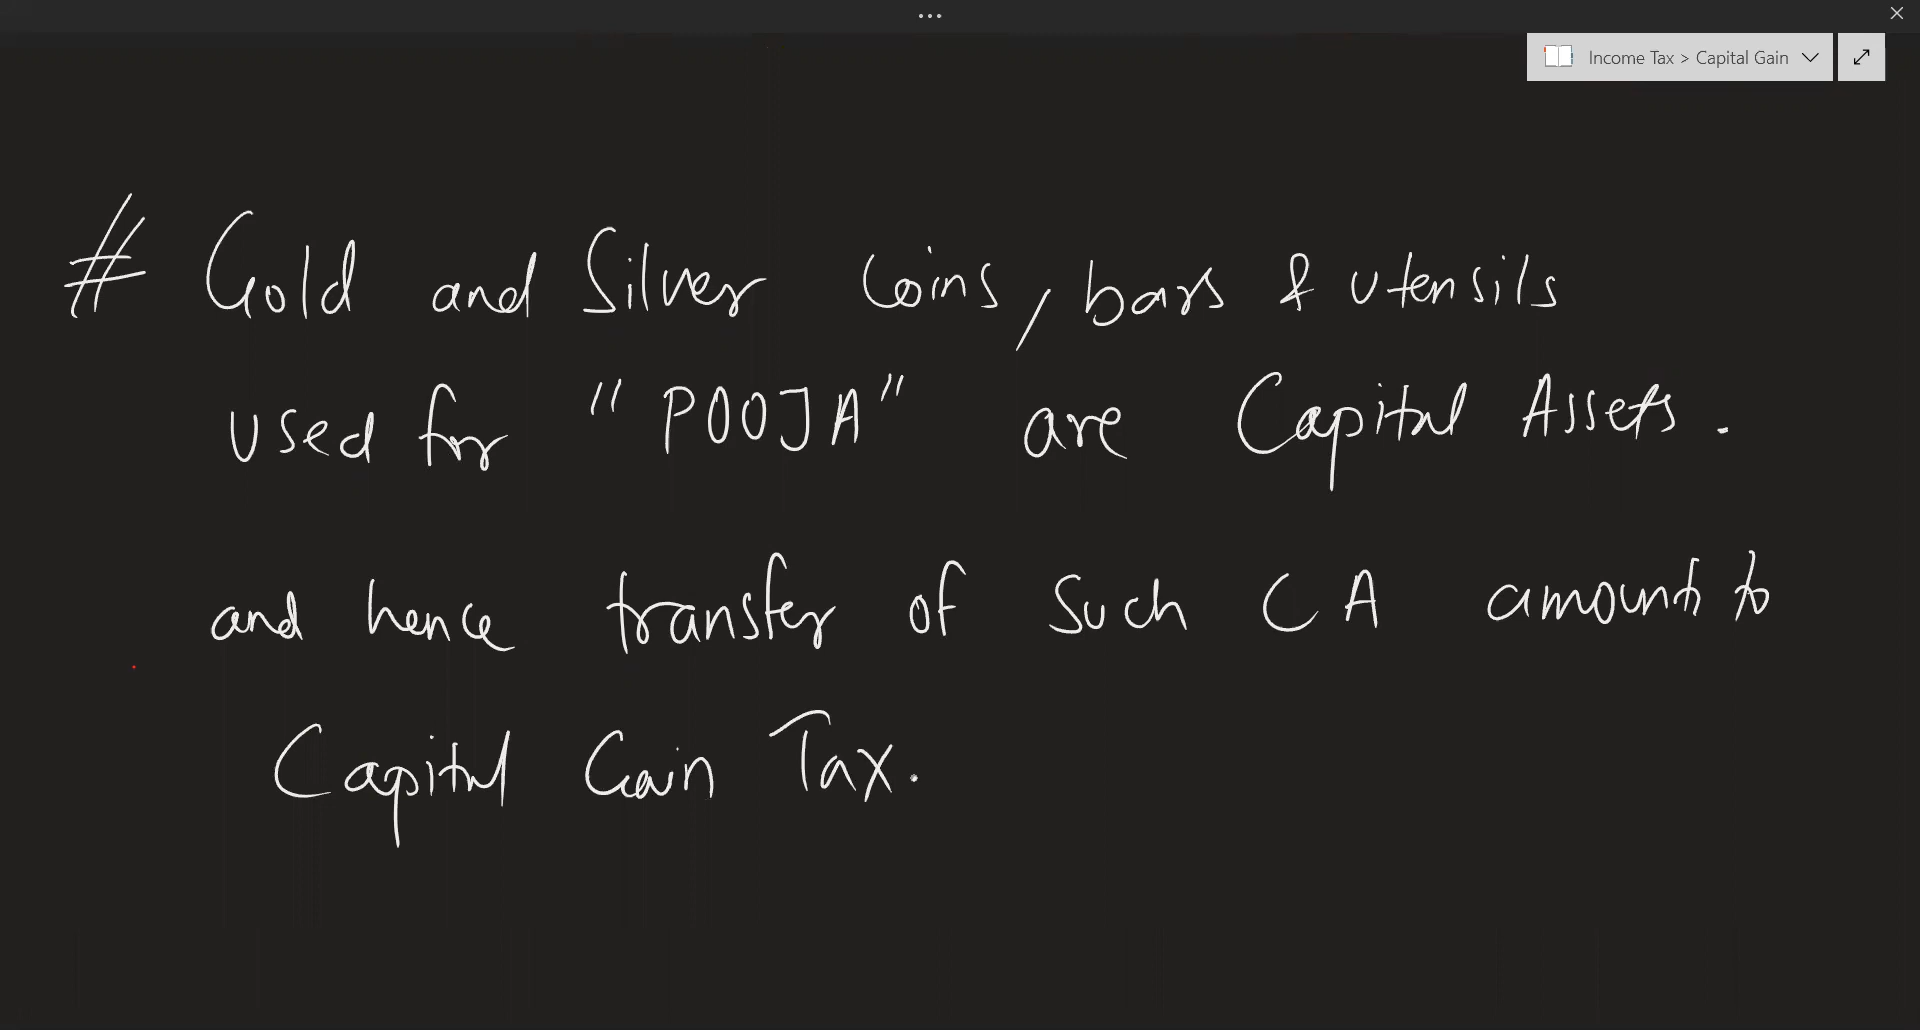 Income Tax > Capital Gain
# Gold and Silver coins, bars & utensils
used for "POOJA" are Capital Assets.
and hence transfer of such CA amounts to
Capital Gain Tax.